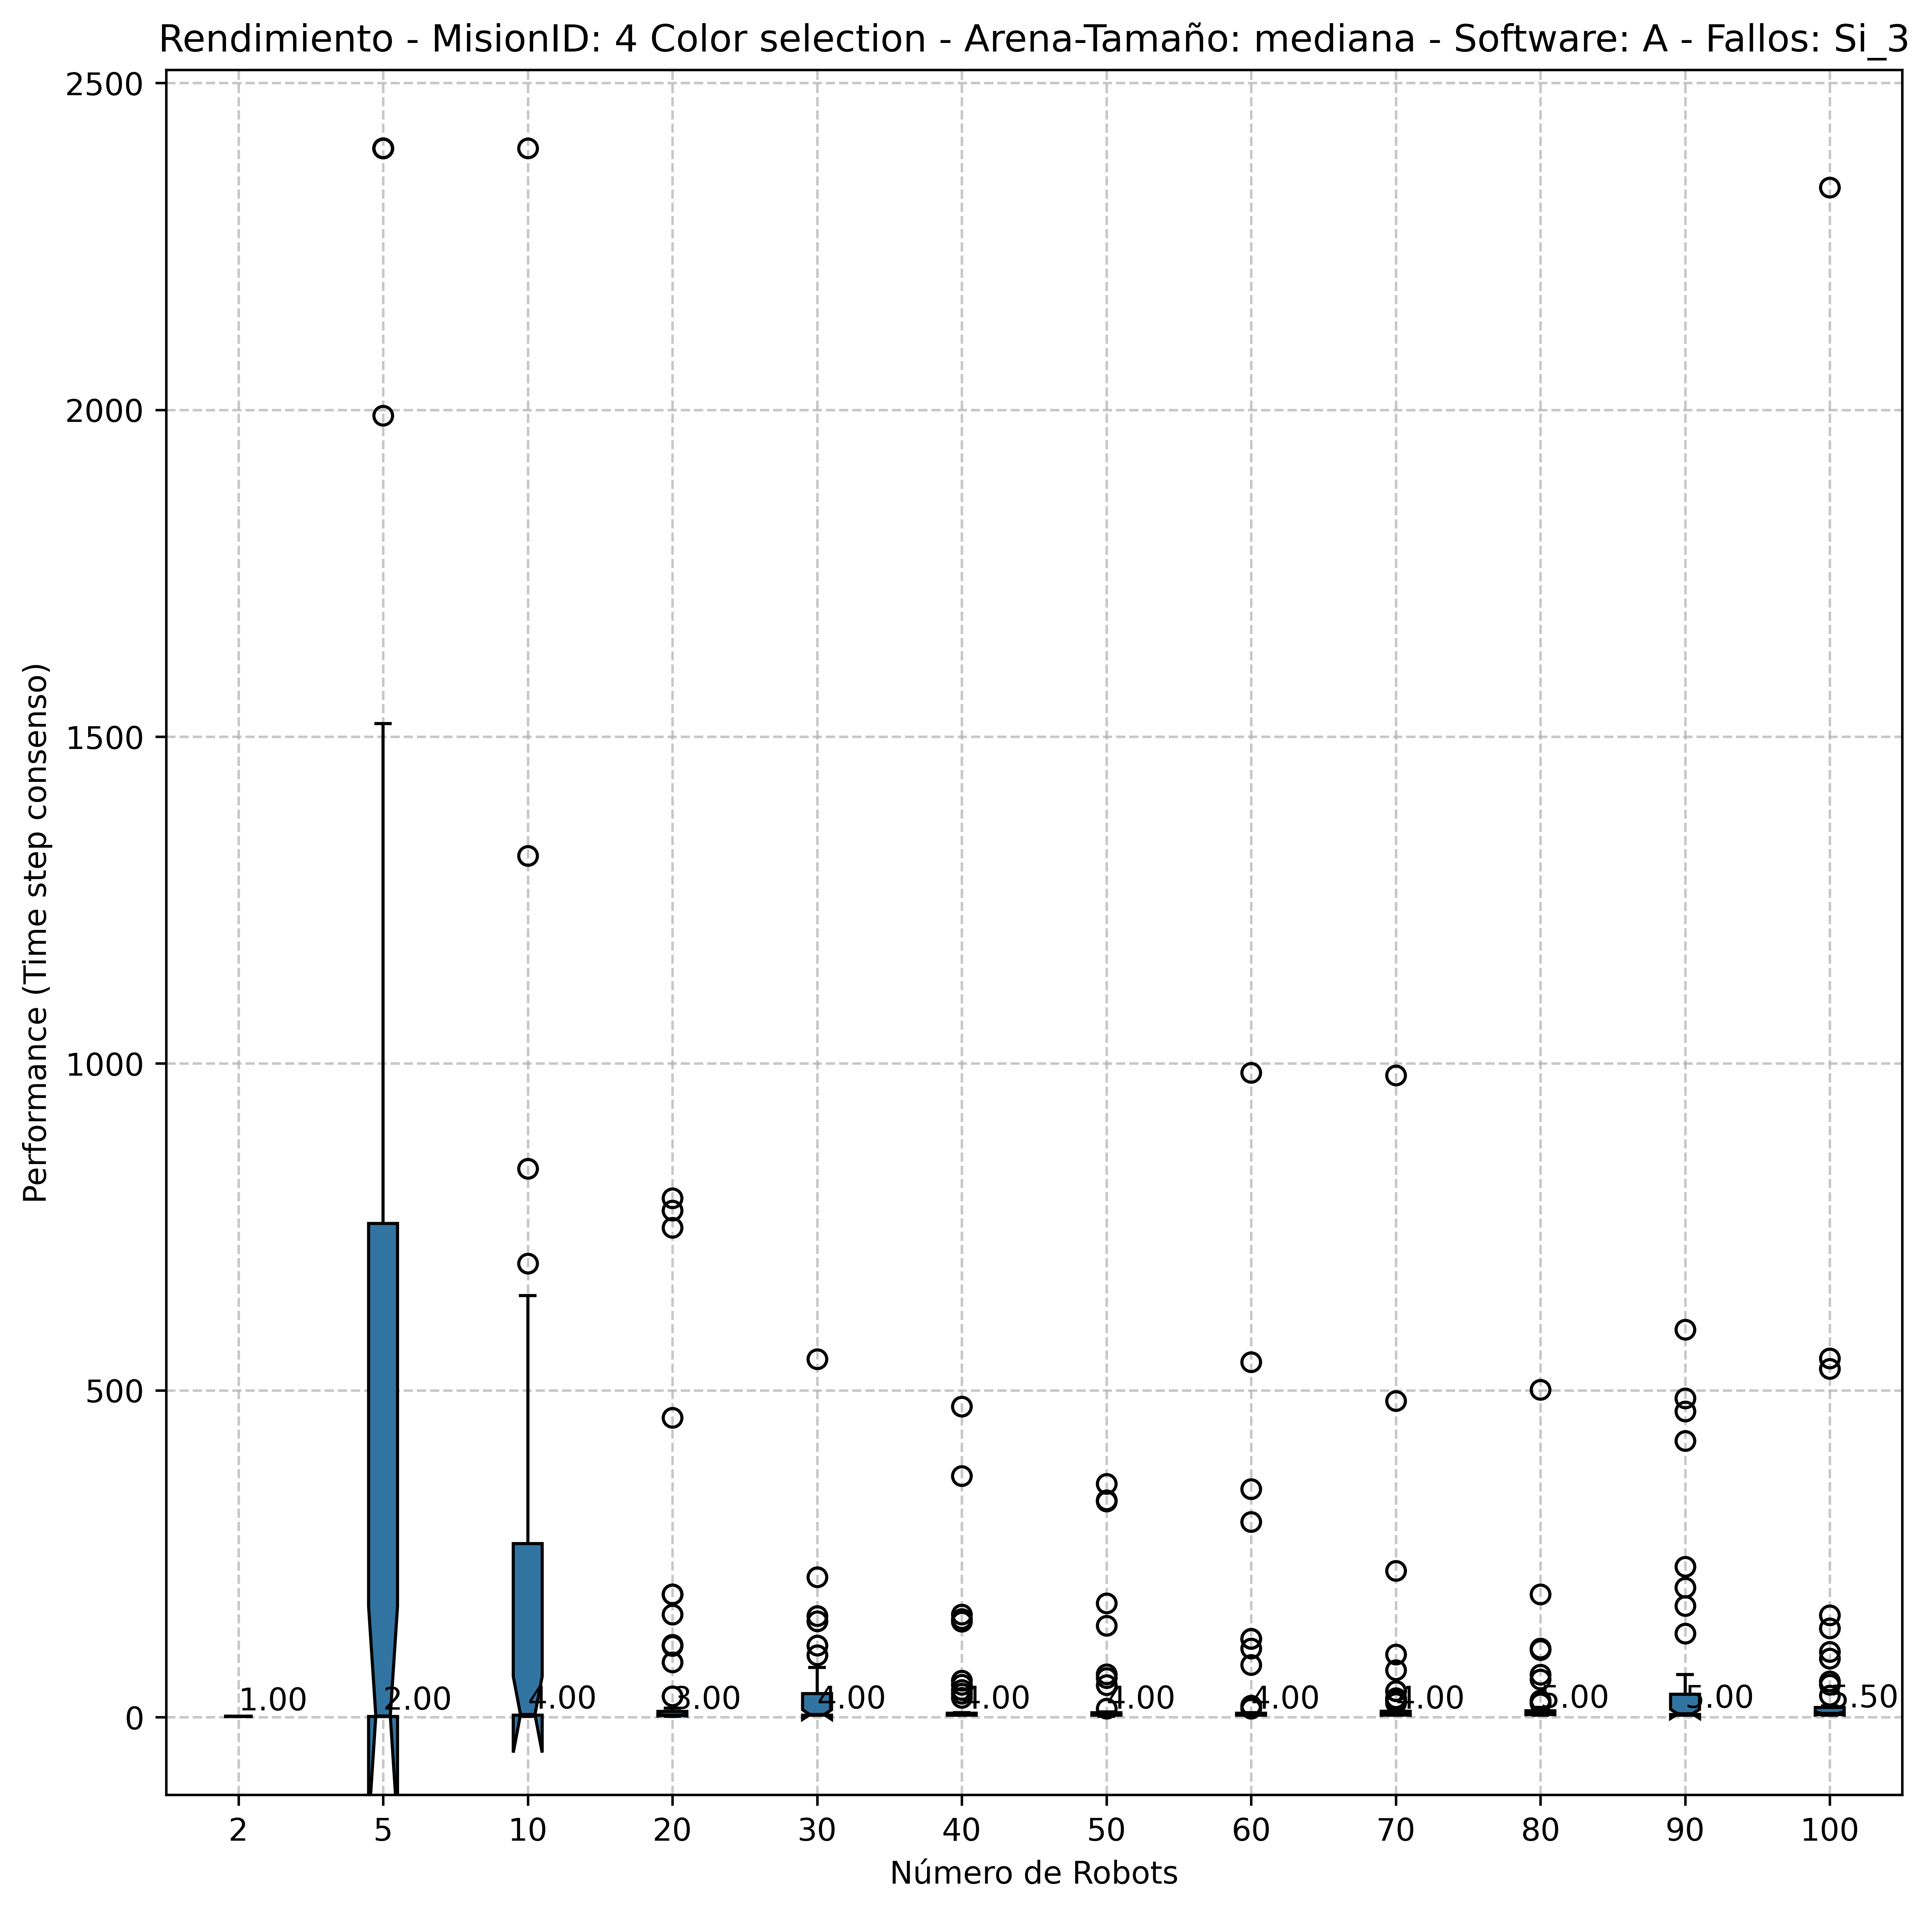 Rendimiento - MisionID: 4 Color selection - Arena-Tamaño: mediana - Software: A - Fallos: Si_3
Performance (Time step consenso)
2500
2000
1500
1000
500
0
1.00 2.00 4.00 3.00 4.00 4.00 4.00 4.00 4.00 5.00 5.00 5.50
2 5 10 20 30 40 50 60 70 80 90 100
Número de Robots